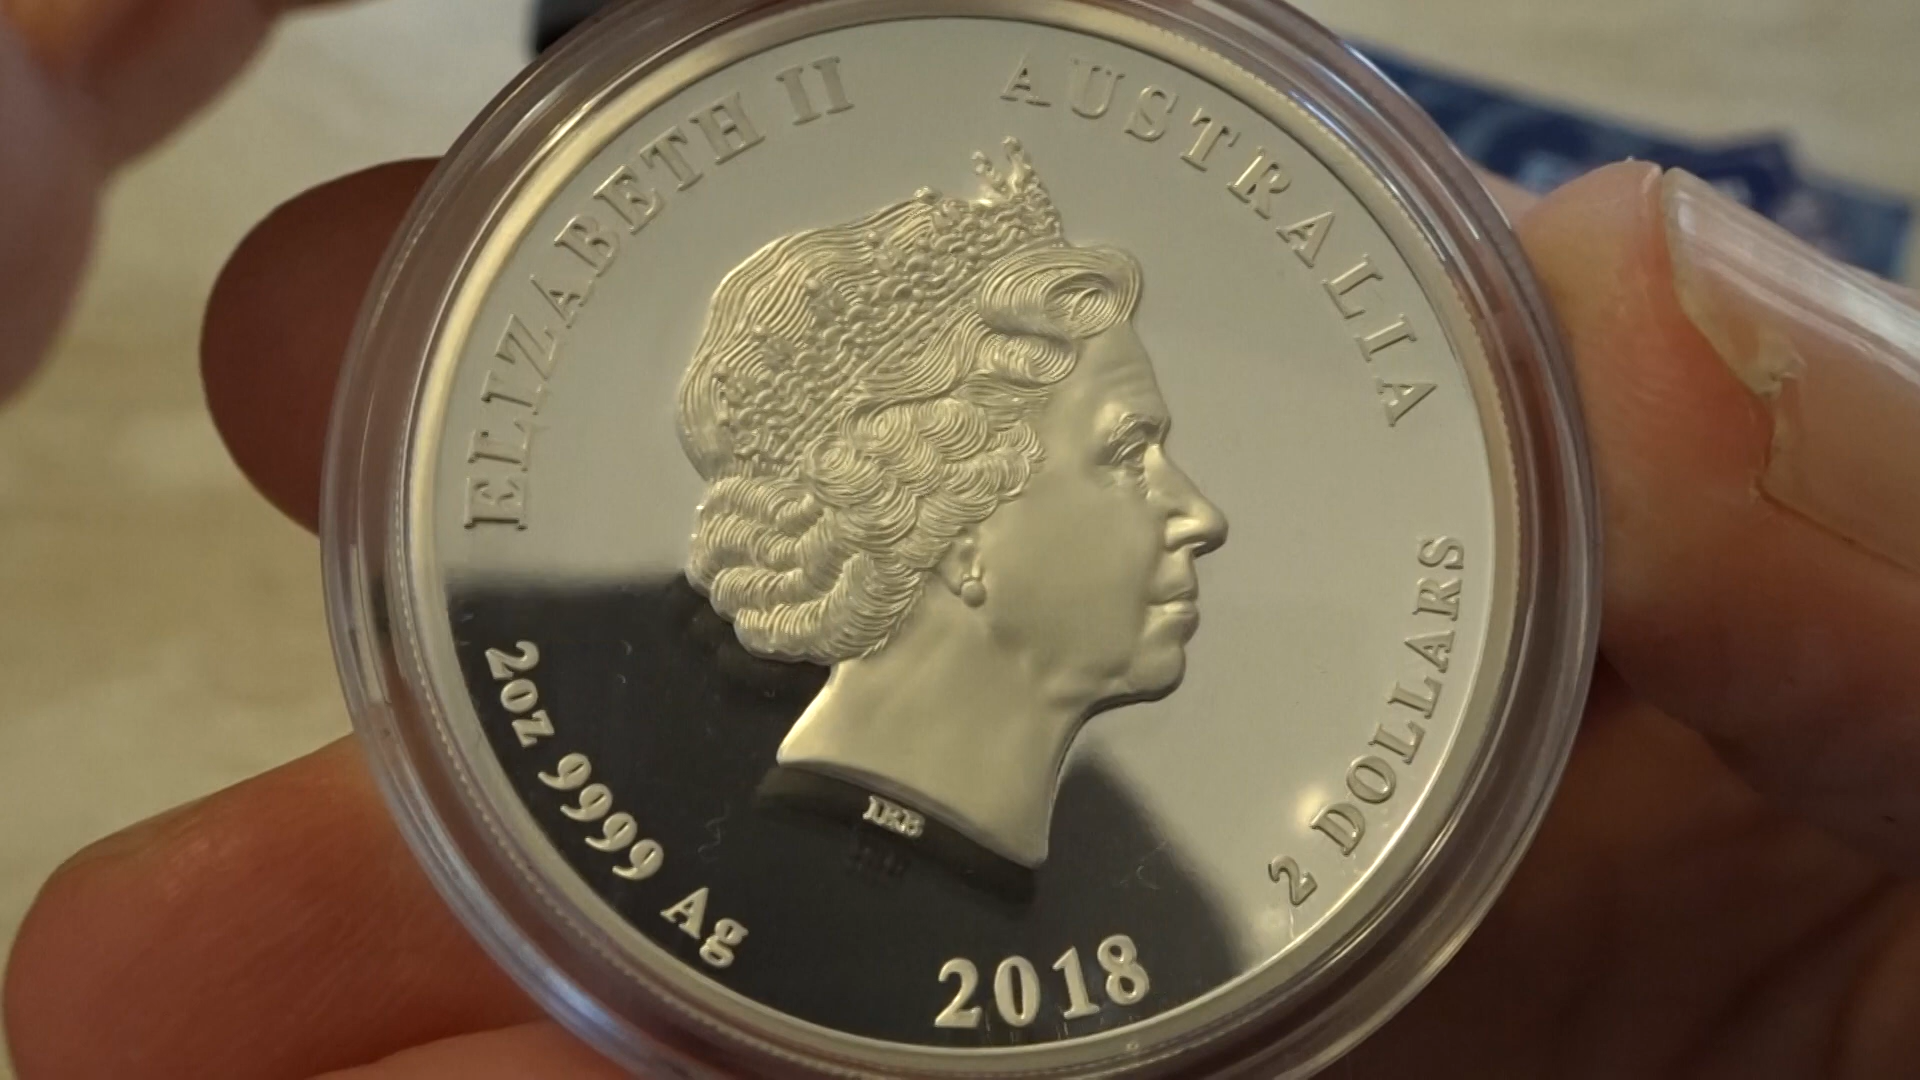 ELIZABETH II
AUSTRALIA
2 DOLLARS
2oz 9999 Ag
2018
IRB